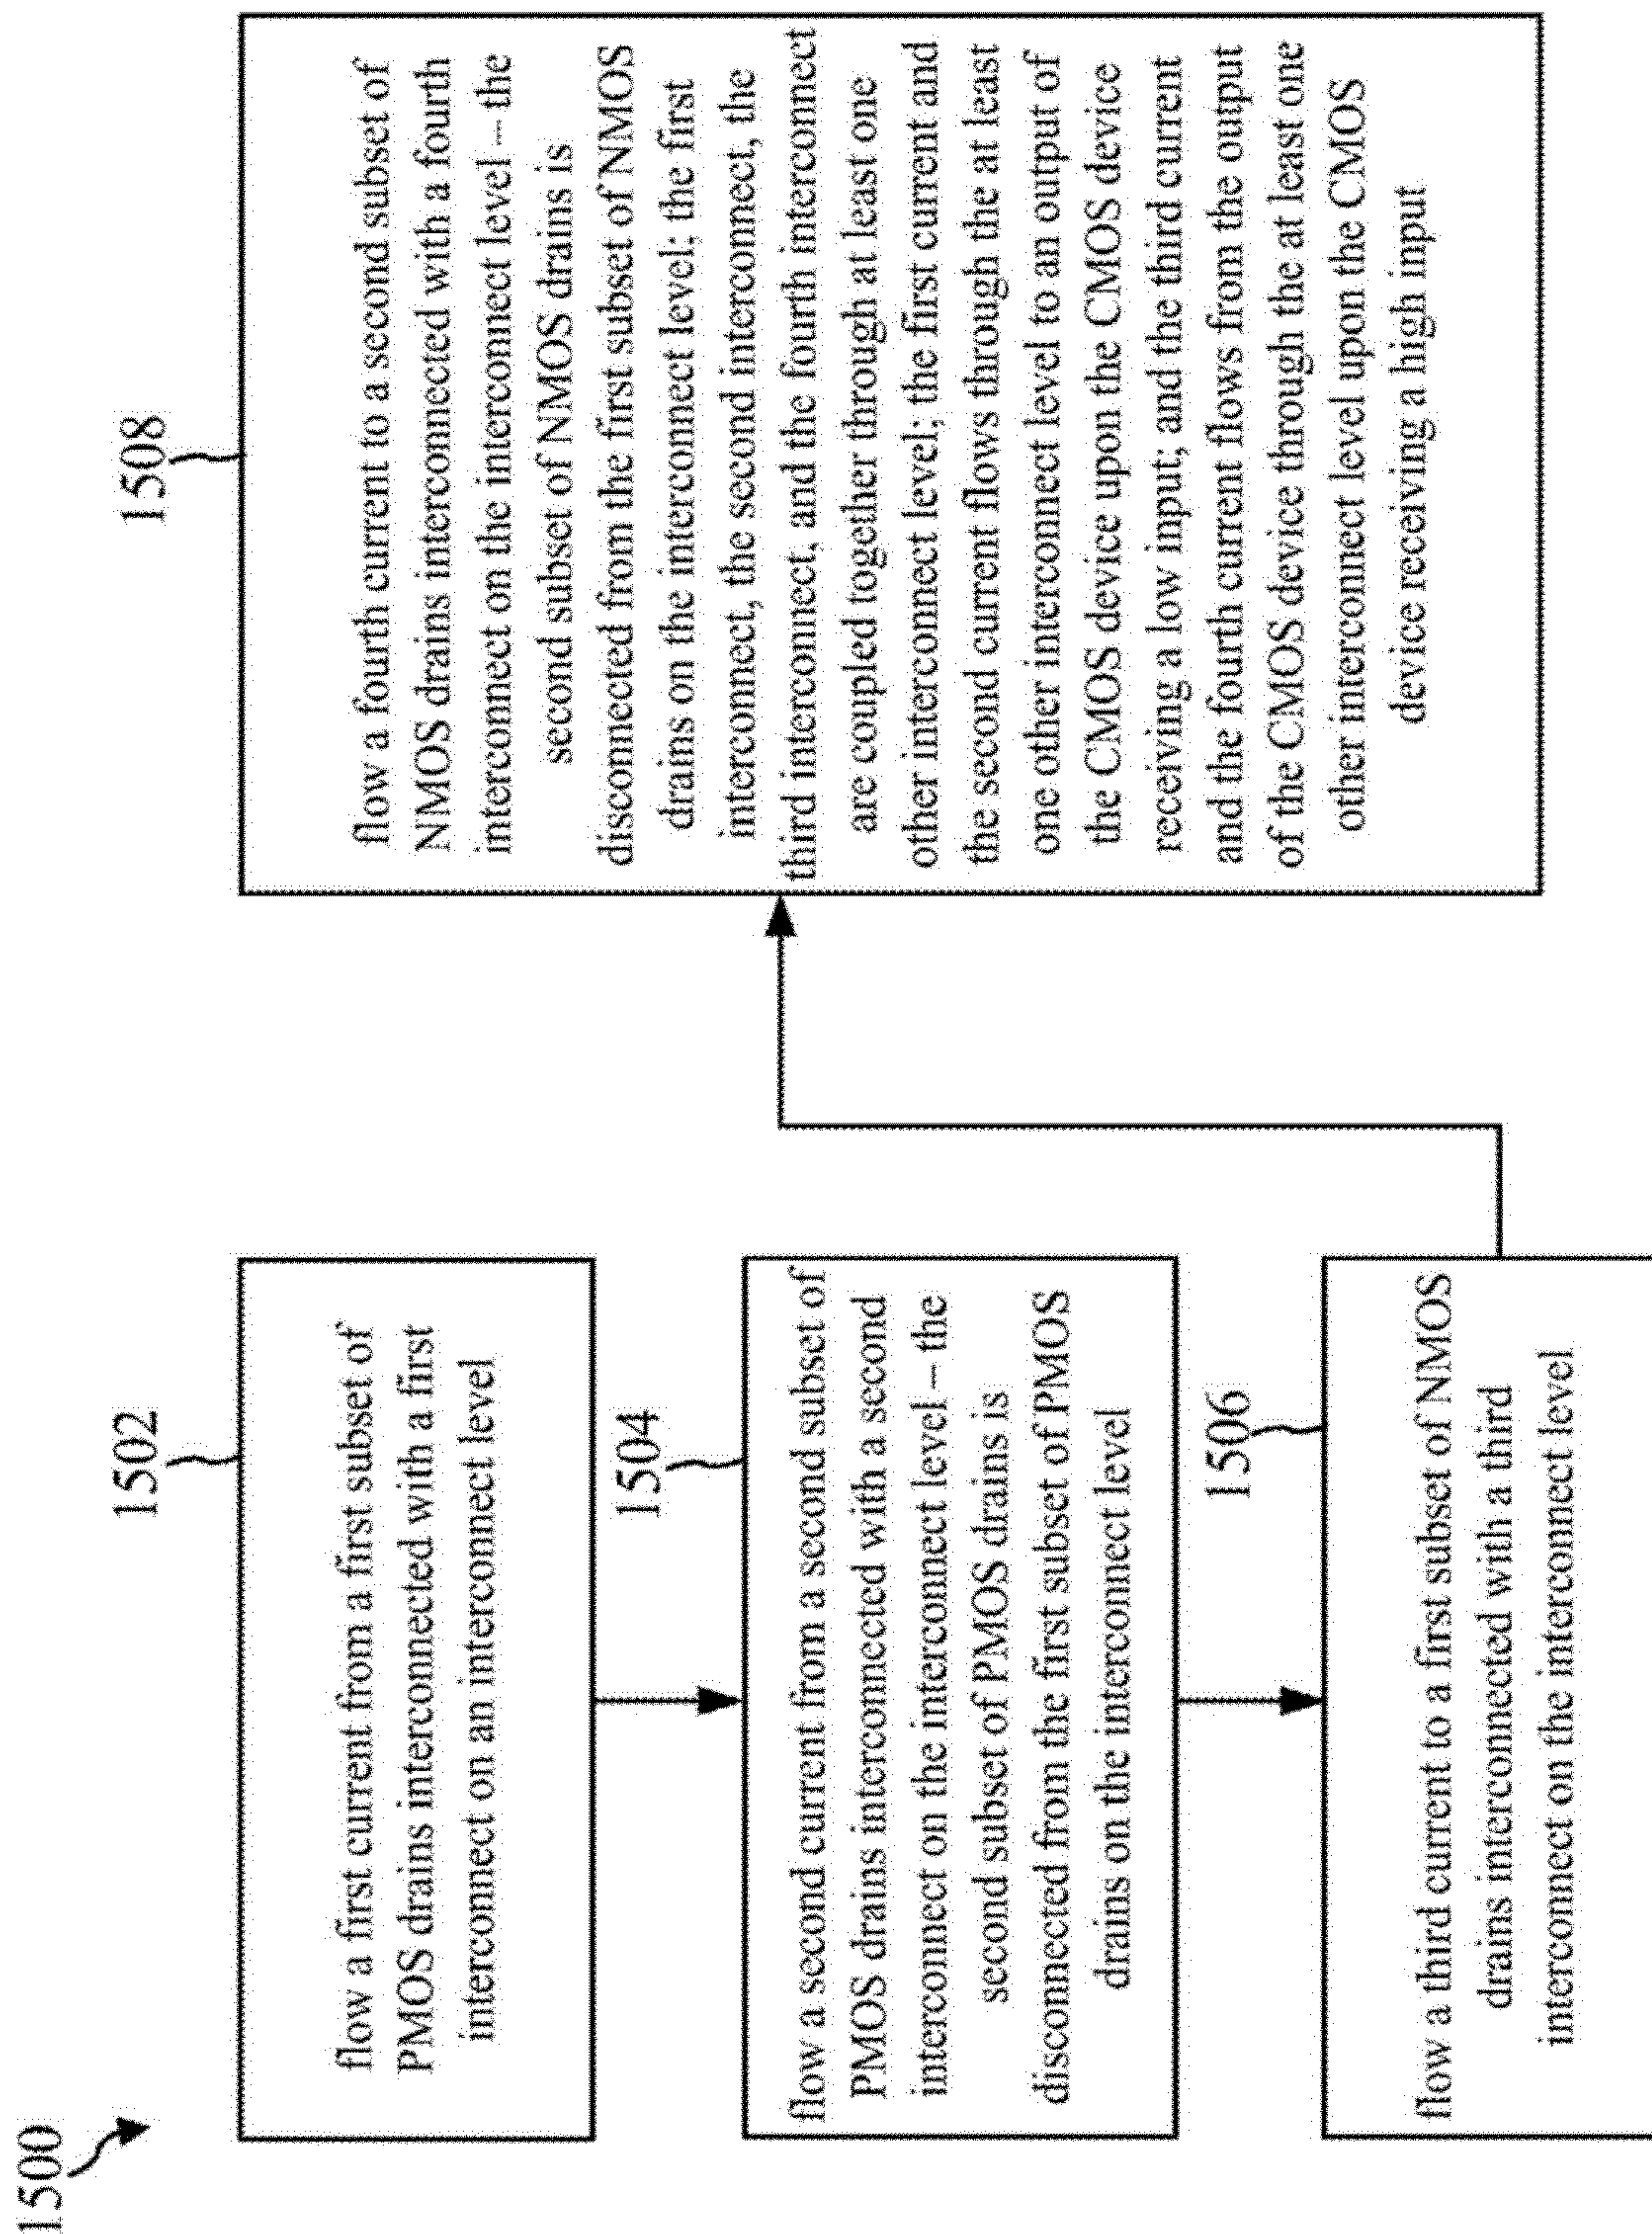 1500
1502
flow a first current from a first subset of
PMOS drains interconnected with a first
interconnect on an interconnect level
1504
flow a second current from a second subset of
PMOS drains interconnected with a second
interconnect on the interconnect level – the
second subset of PMOS drains is
disconnected from the first subset of PMOS
drains on the interconnect level
1506
flow a third current to a first subset of NMOS
drains interconnected with a third
interconnect on the interconnect level
1508
flow a fourth current to a second subset of
NMOS drains interconnected with a fourth
interconnect on the interconnect level – the
second subset of NMOS drains is
disconnected from the first subset of NMOS
drains on the interconnect level; the first
interconnect, the second interconnect, the
third interconnect, and the fourth interconnect
are coupled together through at least one
other interconnect level; the first current and
the second current flows through the at least
one other interconnect level to an output of
the CMOS device upon the CMOS device
receiving a low input; and the third current
and the fourth current flows from the output
of the CMOS device through the at least one
other interconnect level upon the CMOS
device receiving a high input